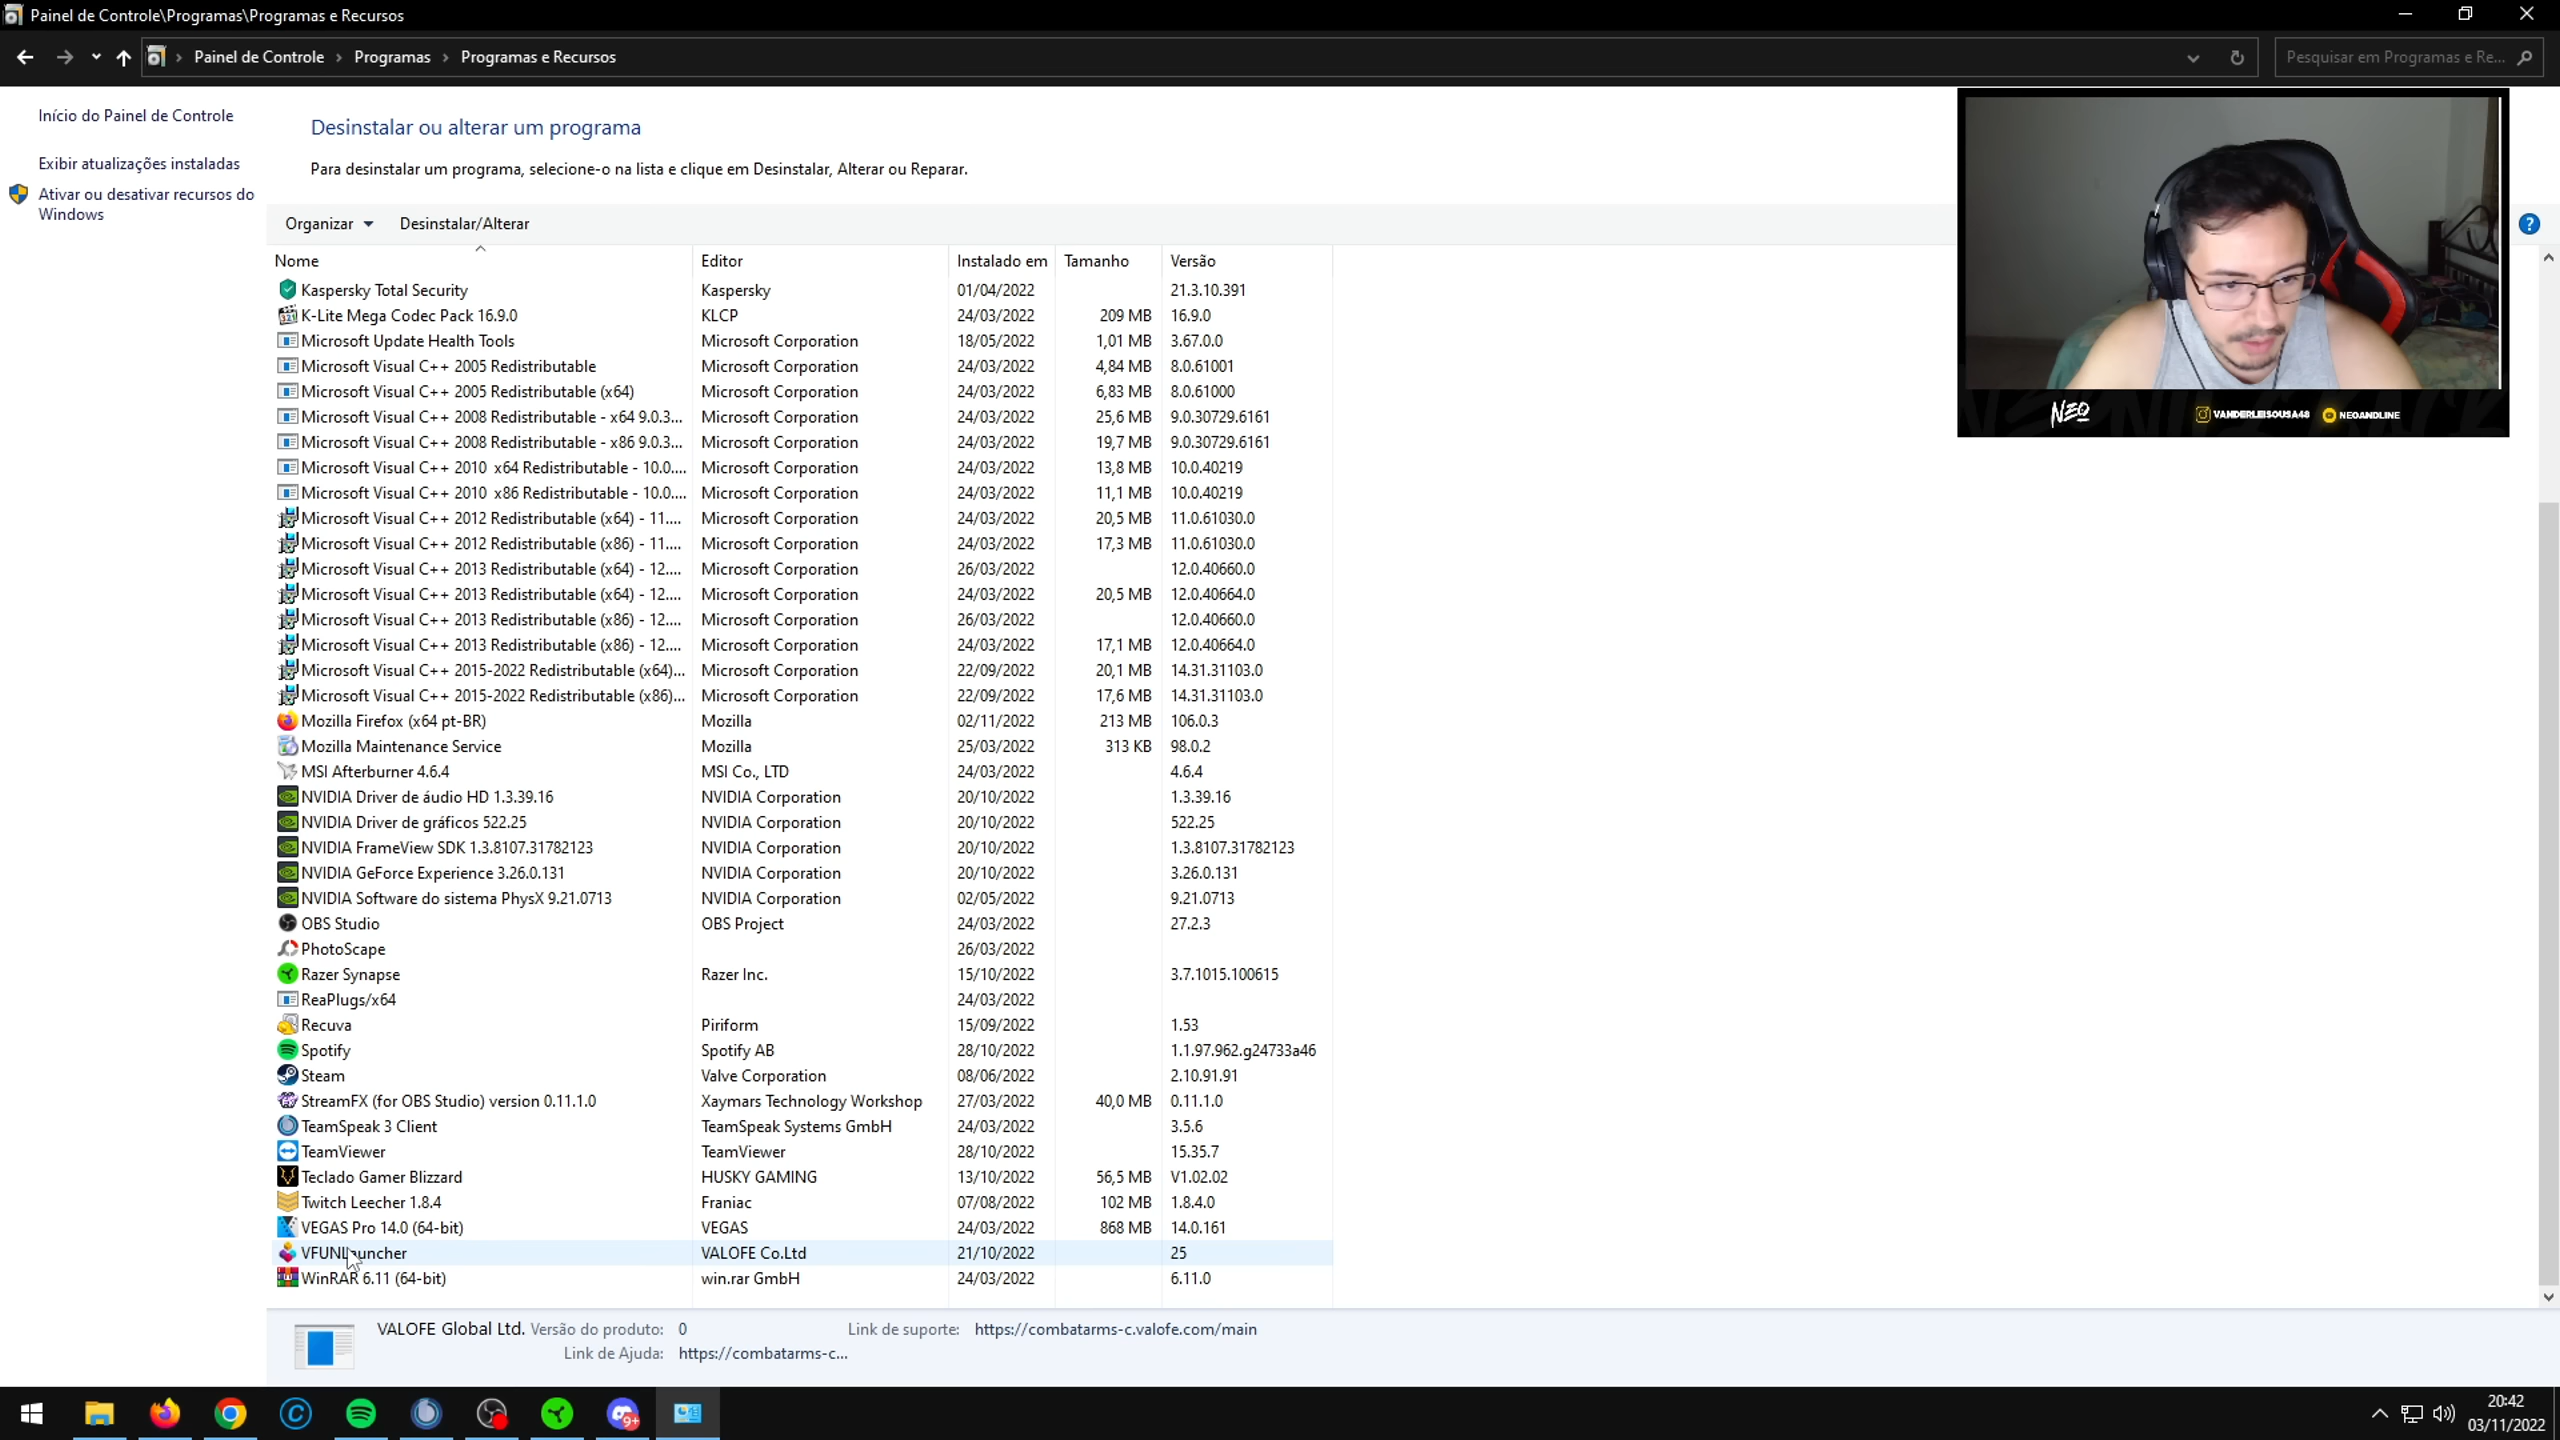 Painel de Controle\Programas\Programas e Recursos
Painel de Controle Programas Programas e Recursos
Pesquisar em Programas e Re...
Início do Painel de Controle
Exibir atualizações instaladas
Ativar ou desativar recursos do
Windows
Desinstalar ou alterar um programa
Para desinstalar um programa, selecione-o na lista e clique em Desinstalar, Alterar ou Reparar.
Organizar Desinstalar/Alterar
Nome Editor Instalado em Tamanho Versão
Kaspersky Total Security Kaspersky 01/04/2022 21.3.10.391
K-Lite Mega Codec Pack 16.9.0 KLCP 24/03/2022 209 MB 16.9.0
Microsoft Update Health Tools Microsoft Corporation 18/05/2022 1,01 MB 3.67.0.0
Microsoft Visual C++ 2005 Redistributable Microsoft Corporation 24/03/2022 4,84 MB 8.0.61001
Microsoft Visual C++ 2005 Redistributable (x64) Microsoft Corporation 24/03/2022 6,83 MB 8.0.61000
Microsoft Visual C++ 2008 Redistributable - x64 9.0.3... Microsoft Corporation 24/03/2022 25,6 MB 9.0.30729.6161
Microsoft Visual C++ 2008 Redistributable - x86 9.0.3... Microsoft Corporation 24/03/2022 19,7 MB 9.0.30729.6161
Microsoft Visual C++ 2010 x64 Redistributable - 10.0.... Microsoft Corporation 24/03/2022 13,8 MB 10.0.40219
Microsoft Visual C++ 2010 x86 Redistributable - 10.0.... Microsoft Corporation 24/03/2022 11,1 MB 10.0.40219
Microsoft Visual C++ 2012 Redistributable (x64) - 11.... Microsoft Corporation 24/03/2022 20,5 MB 11.0.61030.0
Microsoft Visual C++ 2012 Redistributable (x86) - 11.... Microsoft Corporation 24/03/2022 17,3 MB 11.0.61030.0
Microsoft Visual C++ 2013 Redistributable (x64) - 12.... Microsoft Corporation 26/03/2022 12.0.40660.0
Microsoft Visual C++ 2013 Redistributable (x64) - 12.... Microsoft Corporation 24/03/2022 20,5 MB 12.0.40664.0
Microsoft Visual C++ 2013 Redistributable (x86) - 12.... Microsoft Corporation 26/03/2022 12.0.40660.0
Microsoft Visual C++ 2013 Redistributable (x86) - 12.... Microsoft Corporation 24/03/2022 17,1 MB 12.0.40664.0
Microsoft Visual C++ 2015-2022 Redistributable (x64)... Microsoft Corporation 22/09/2022 20,1 MB 14.31.31103.0
Microsoft Visual C++ 2015-2022 Redistributable (x86)... Microsoft Corporation 22/09/2022 17,6 MB 14.31.31103.0
Mozilla Firefox (x64 pt-BR) Mozilla 02/11/2022 213 MB 106.0.3
Mozilla Maintenance Service Mozilla 25/03/2022 313 KB 98.0.2
MSI Afterburner 4.6.4 MSI Co., LTD 24/03/2022 4.6.4
NVIDIA Driver de áudio HD 1.3.39.16 NVIDIA Corporation 20/10/2022 1.3.39.16
NVIDIA Driver de gráficos 522.25 NVIDIA Corporation 20/10/2022 522.25
NVIDIA FrameView SDK 1.3.8107.31782123 NVIDIA Corporation 20/10/2022 1.3.8107.31782123
NVIDIA GeForce Experience 3.26.0.131 NVIDIA Corporation 20/10/2022 3.26.0.131
NVIDIA Software do sistema PhysX 9.21.0713 NVIDIA Corporation 02/05/2022 9.21.0713
OBS Studio OBS Project 24/03/2022 27.2.3
PhotoScape 26/03/2022
Razer Synapse Razer Inc. 15/10/2022 3.7.1015.100615
ReaPlugs/x64 24/03/2022
Recuva Piriform 15/09/2022 1.53
Spotify Spotify AB 28/10/2022 1.1.97.962.g24733a46
Steam Valve Corporation 08/06/2022 2.10.91.91
StreamFX (for OBS Studio) version 0.11.1.0 Xaymars Technology Workshop 27/03/2022 40,0 MB 0.11.1.0
TeamSpeak 3 Client TeamSpeak Systems GmbH 24/03/2022 3.5.6
TeamViewer TeamViewer 28/10/2022 15.35.7
Teclado Gamer Blizzard HUSKY GAMING 13/10/2022 56,5 MB V1.02.02
Twitch Leecher 1.8.4 Franiac 07/08/2022 102 MB 1.8.4.0
VEGAS Pro 14.0 (64-bit) VEGAS 24/03/2022 868 MB 14.0.161
VFUNLauncher VALOFE Co.Ltd 21/10/2022 25
WinRAR 6.11 (64-bit) win.rar GmbH 24/03/2022 6.11.0
NEO VANDERLEISOUSA48 NEOANDLINE
VALOFE Global Ltd. Versão do produto: 0 Link de suporte: https://combatarms-c.valofe.com/main
Link de Ajuda: https://combatarms-c...
9+
20:42
03/11/2022